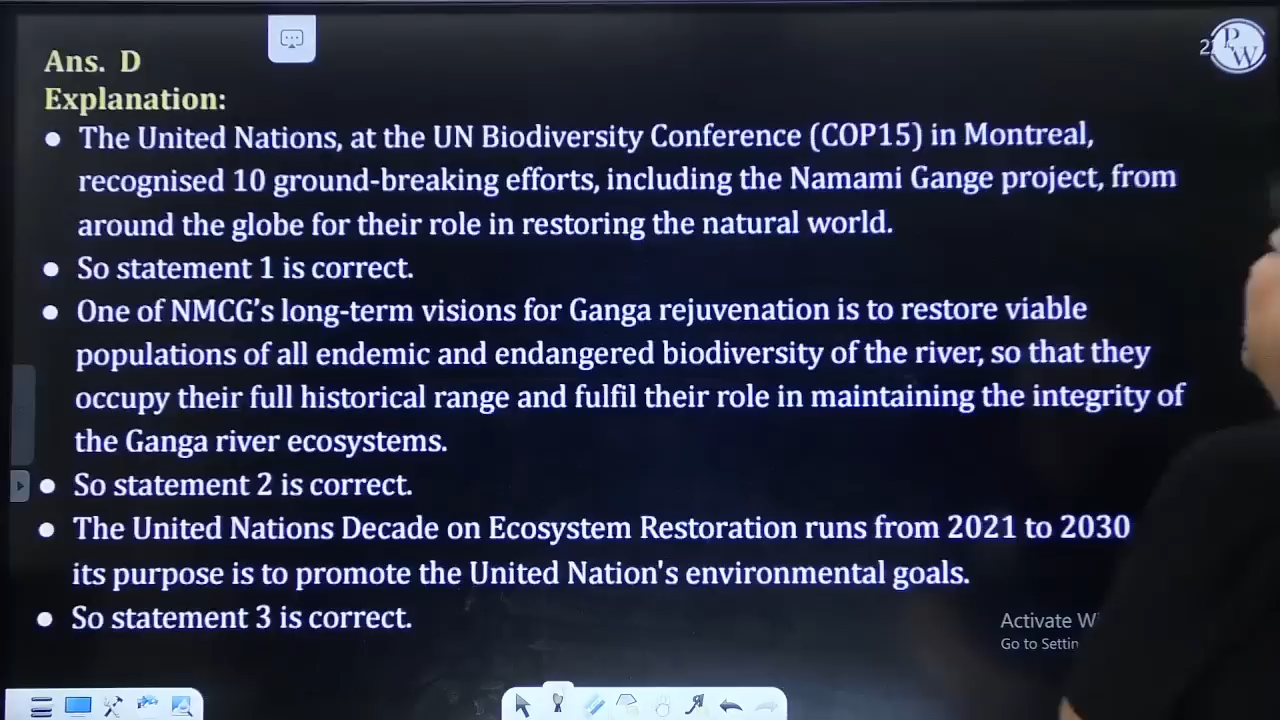 Ans. D
Explanation:
● The United Nations, at the UN Biodiversity Conference (COP15) in Montreal,
recognised 10 ground-breaking efforts, including the Namami Gange project, from
around the globe for their role in restoring the natural world.
● So statement 1 is correct.
● One of NMCG's long-term visions for Ganga rejuvenation is to restore viable
populations of all endemic and endangered biodiversity of the river, so that they
occupy their full historical range and fulfil their role in maintaining the integrity of
the Ganga river ecosystems.
● So statement 2 is correct.
● The United Nations Decade on Ecosystem Restoration runs from 2021 to 2030
its purpose is to promote the United Nation's environmental goals.
● So statement 3 is correct.
PW
Activate
Go to